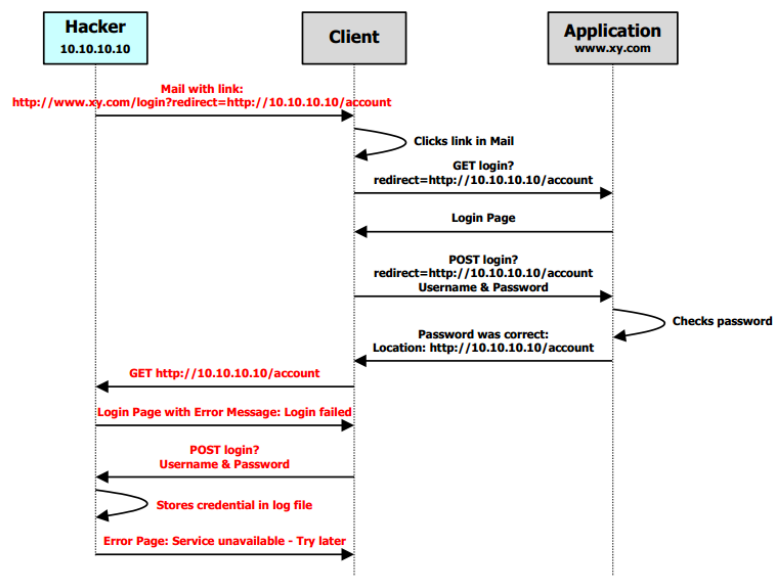 Hacker
10.10.10.10
Client
Application
www.xy.com
Mail with link:
http://www.xy.com/login?redirect=http://10.10.10.10/account
Clicks link in Mail
GET login?
redirect=http://10.10.10.10/account
Login Page
POST login?
redirect=http://10.10.10.10/account
Username & Password
Checks password
Password was correct:
Location: http://10.10.10.10/account
GET http://10.10.10.10/account
Login Page with Error Message: Login failed
POST login?
Username & Password
Stores credential in log file
Error Page: Service unavailable - Try later